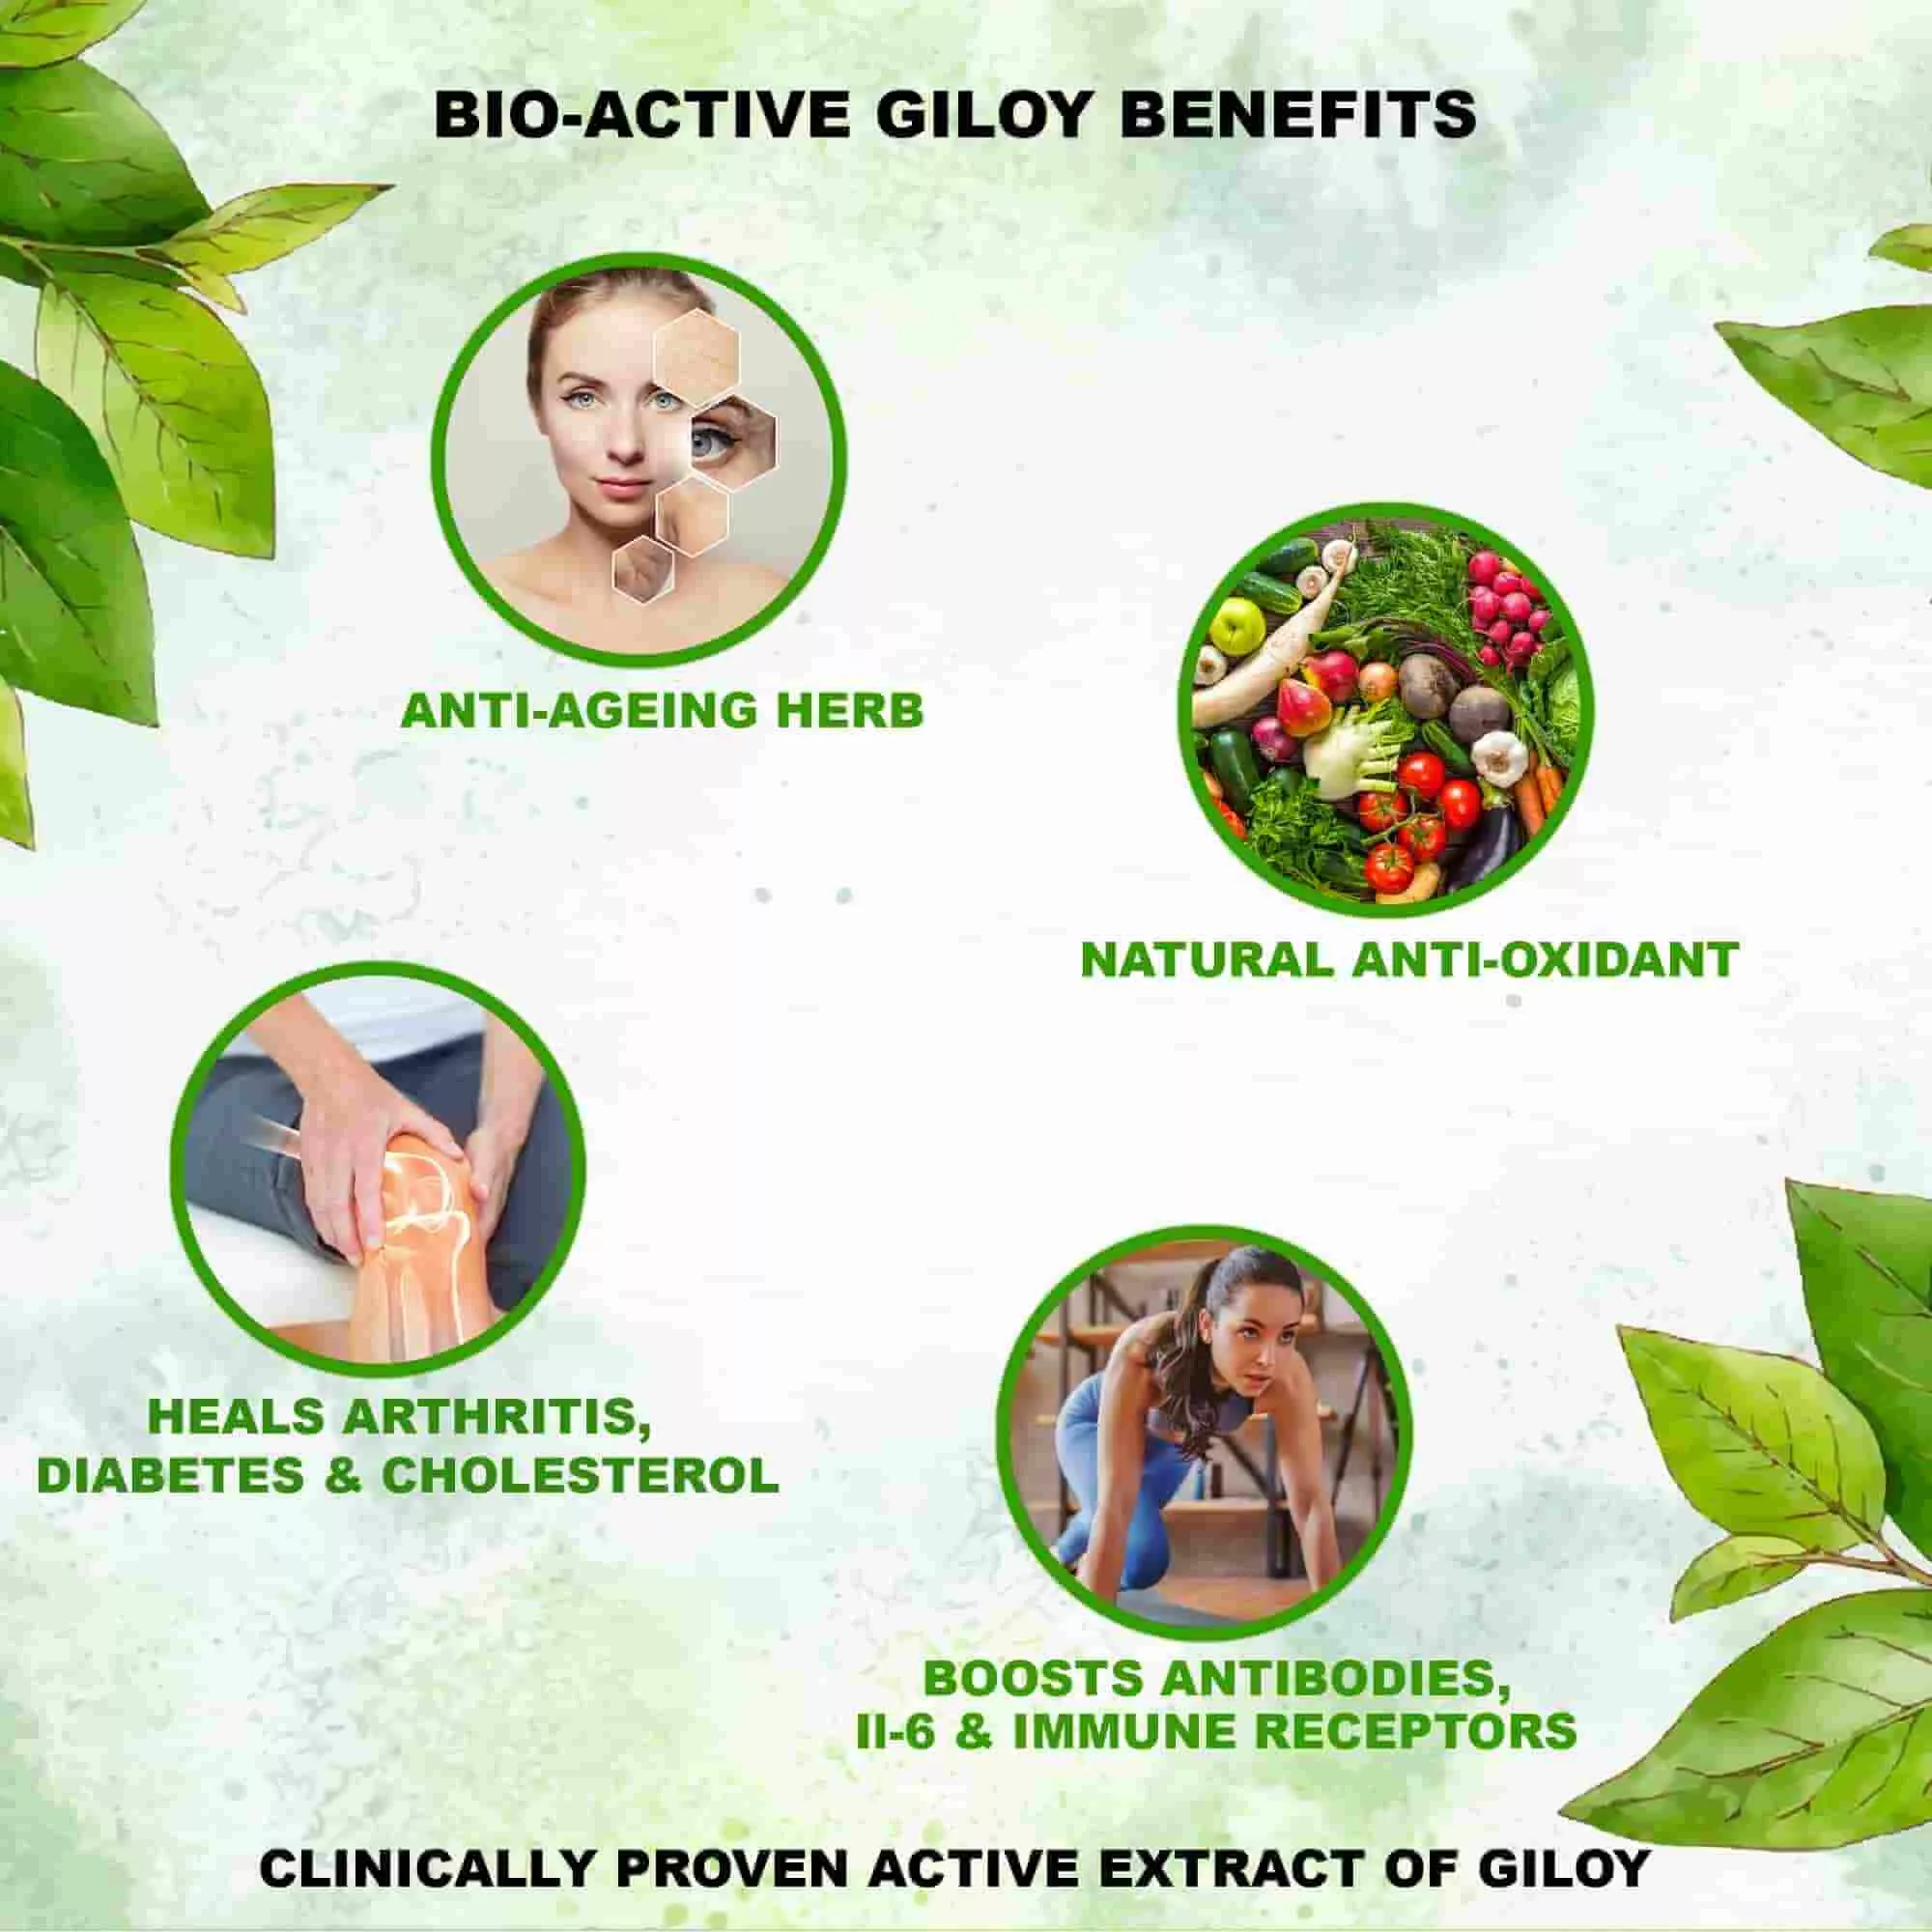 BIO-ACTIVE GILOY BENEFITS
ANTI-AGEING HERB
NATURAL ANTI-OXIDANT
HEALS ARTHRITIS,
DIABETES & CHOLESTEROL
BOOSTS ANTIBODIES,
II-6 & IMMUNE RECEPTORS
CLINICALLY PROVEN ACTIVE EXTRACT OF GILOY